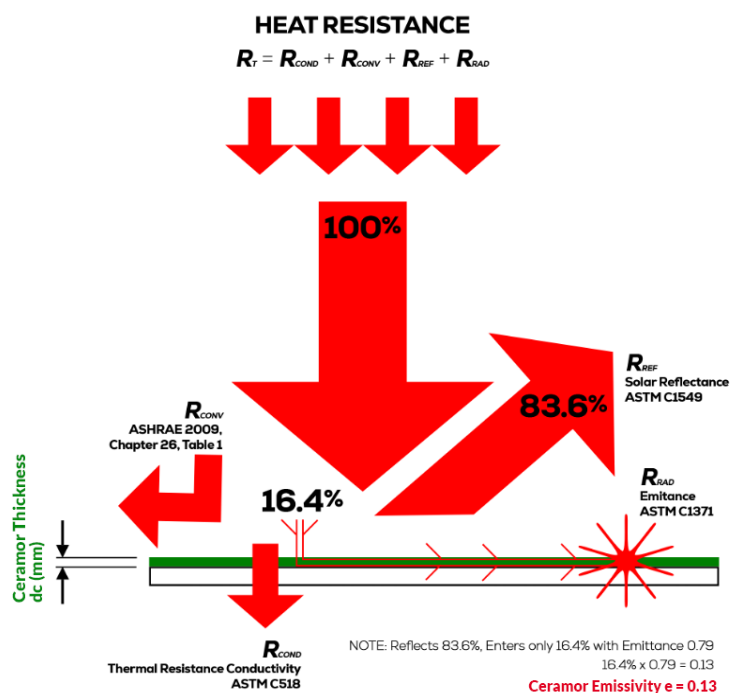 HEAT RESISTANCE
RT = RCOND + RCONV + RREF + RRAD
100%
RREF
Solar Reflectance
ASTM C1549
83.6%
RCONV
ASHRAE 2009,
Chapter 26, Table 1
16.4%
RRAD
Emitance
ASTM C1371
Ceramor Thickness
dc (mm)
RCOND
Thermal Resistance Conductivity
ASTM C518
NOTE: Reflects 83.6%, Enters only 16.4% with Emittance 0.79
16.4% x 0.79 = 0.13
Ceramor Emissivity e = 0.13